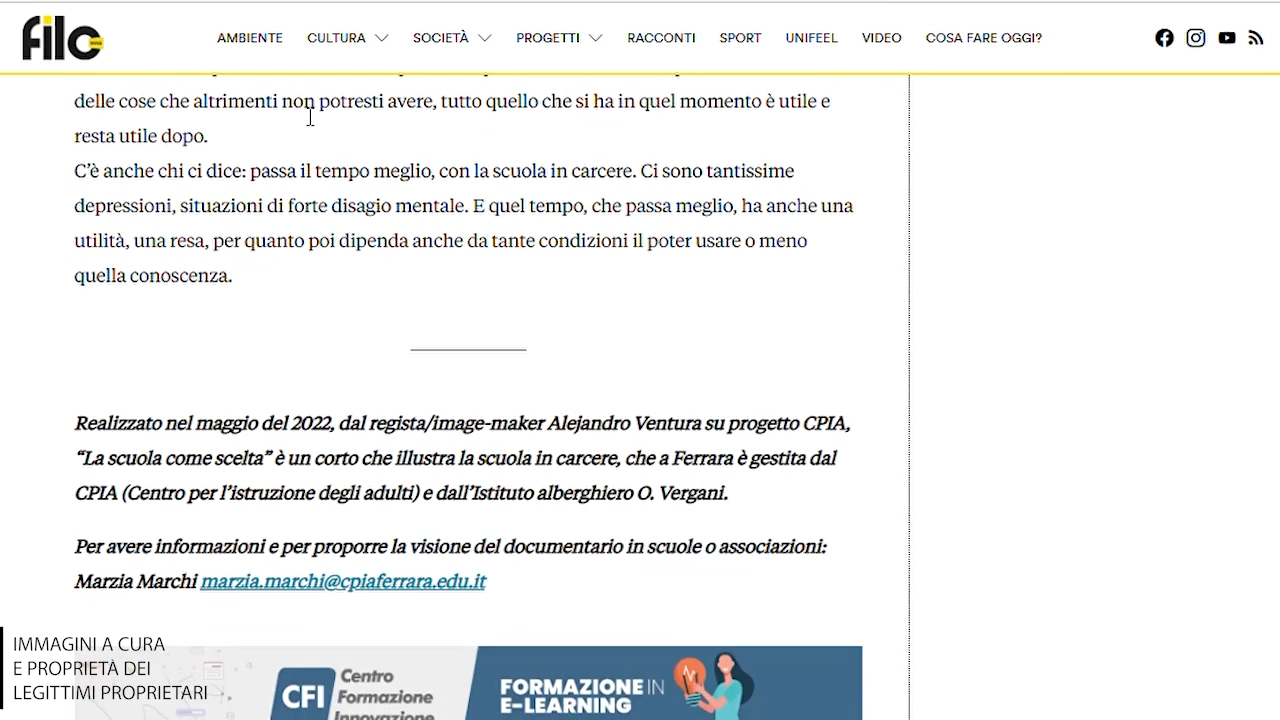 filo
AMBIENTE CULTURA SOCIETÀ PROGETTI RACCONTI SPORT UNIFEEL VIDEO COSA FARE OGGI?
delle cose che altrimenti non potresti avere, tutto quello che si ha in quel momento è utile e
resta utile dopo.
C’è anche chi ci dice: passa il tempo meglio, con la scuola in carcere. Ci sono tantissime
depressioni, situazioni di forte disagio mentale. E quel tempo, che passa meglio, ha anche una
utilità, una resa, per quanto poi dipenda anche da tante condizioni il poter usare o meno
quella conoscenza.
Realizzato nel maggio del 2022, dal regista/image-maker Alejandro Ventura su progetto CPIA,
“La scuola come scelta” è un corto che illustra la scuola in carcere, che a Ferrara è gestita dal
CPIA (Centro per l’istruzione degli adulti) e dall’Istituto alberghiero O. Vergani.
Per avere informazioni e per proporre la visione del documentario in scuole o associazioni:
Marzia Marchi marzia.marchi@cpiaferrara.edu.it
IMMAGINI A CURA
E PROPRIETÀ DEI
LEGITTIMI PROPRIETARI
CFI
Centro
Formazione
Innovazione
FORMAZIONE IN
E-LEARNING